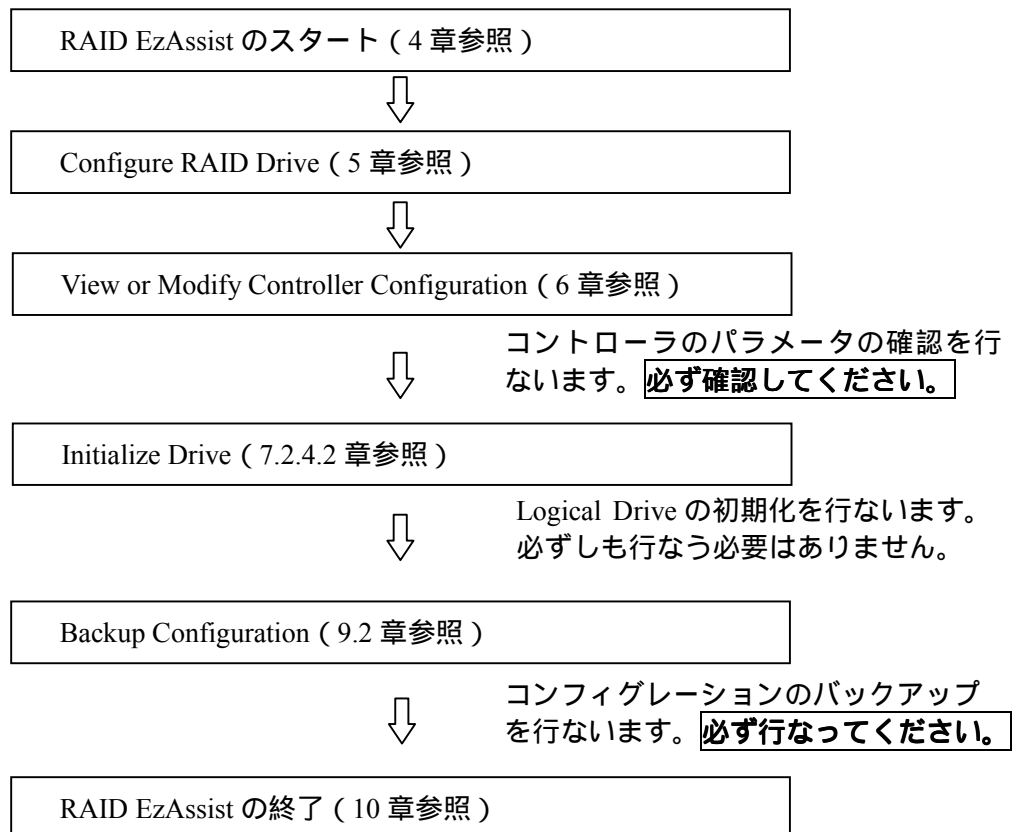 RAID EzAssist のスタート ( 4 章参照 )
Configure RAID Drive ( 5 章参照 )
View or Modify Controller Configuration ( 6 章参照 )
コントローラのパラメータの確認を行
ないます。必ず確認してください。
Initialize Drive ( 7.2.4.2 章参照 )
Logical Drive の初期化を行ないます。
必ずしも行なう必要はありません。
Backup Configuration ( 9.2 章参照 )
コンフィグレーションのバックアップ
を行ないます。必ず行なってください。
RAID EzAssist の終了 ( 10 章参照 )